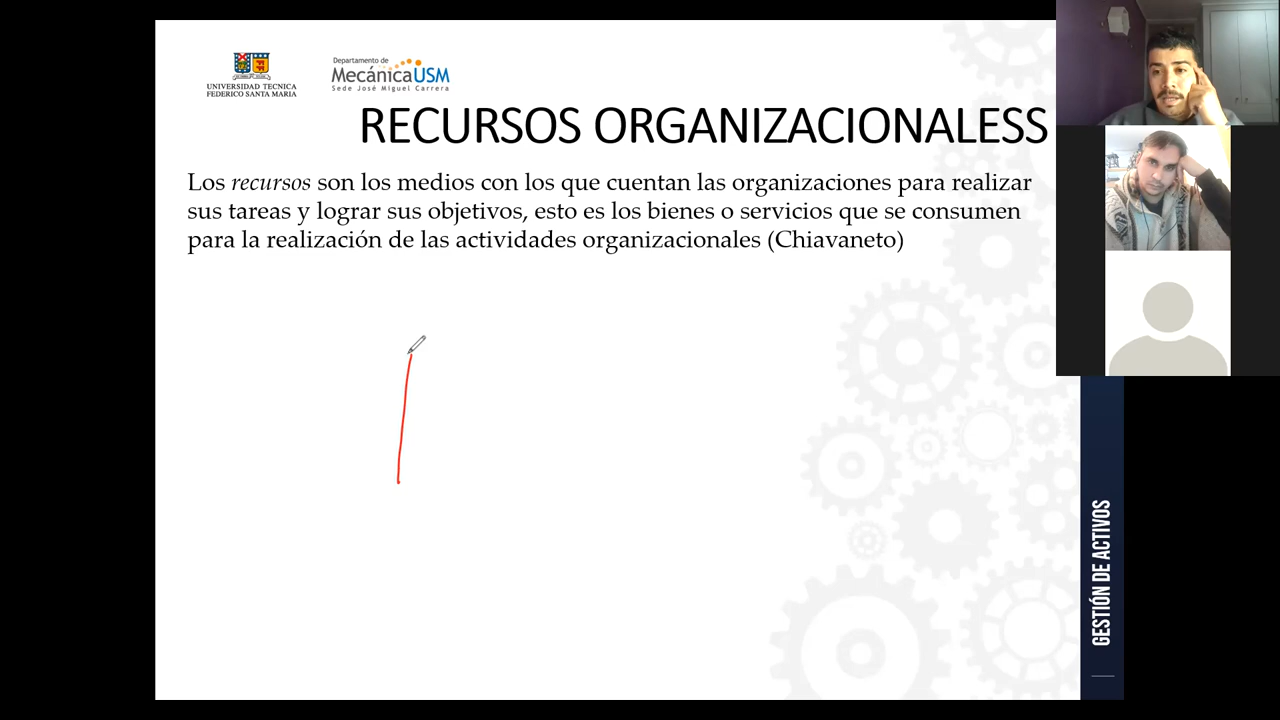 UNIVERSIDAD TECNICA
FEDERICO SANTA MARIA
Departamento de
MecánicaUSM
Sede José Miguel Carrera
RECURSOS ORGANIZACIONALESS
Los recursos son los medios con los que cuentan las organizaciones para realizar
sus tareas y lograr sus objetivos, esto es los bienes o servicios que se consumen
para la realización de las actividades organizacionales (Chiavaneto)
GESTIÓN DE ACTIVOS